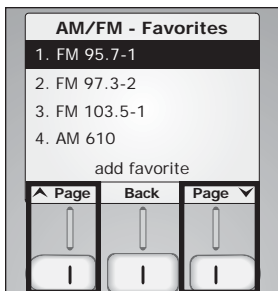 AM/FM - Favorites
1. FM 95.7-1
2. FM 97.3-2
3. FM 103.5-1
4. AM 610
add favorite
Page Back Page